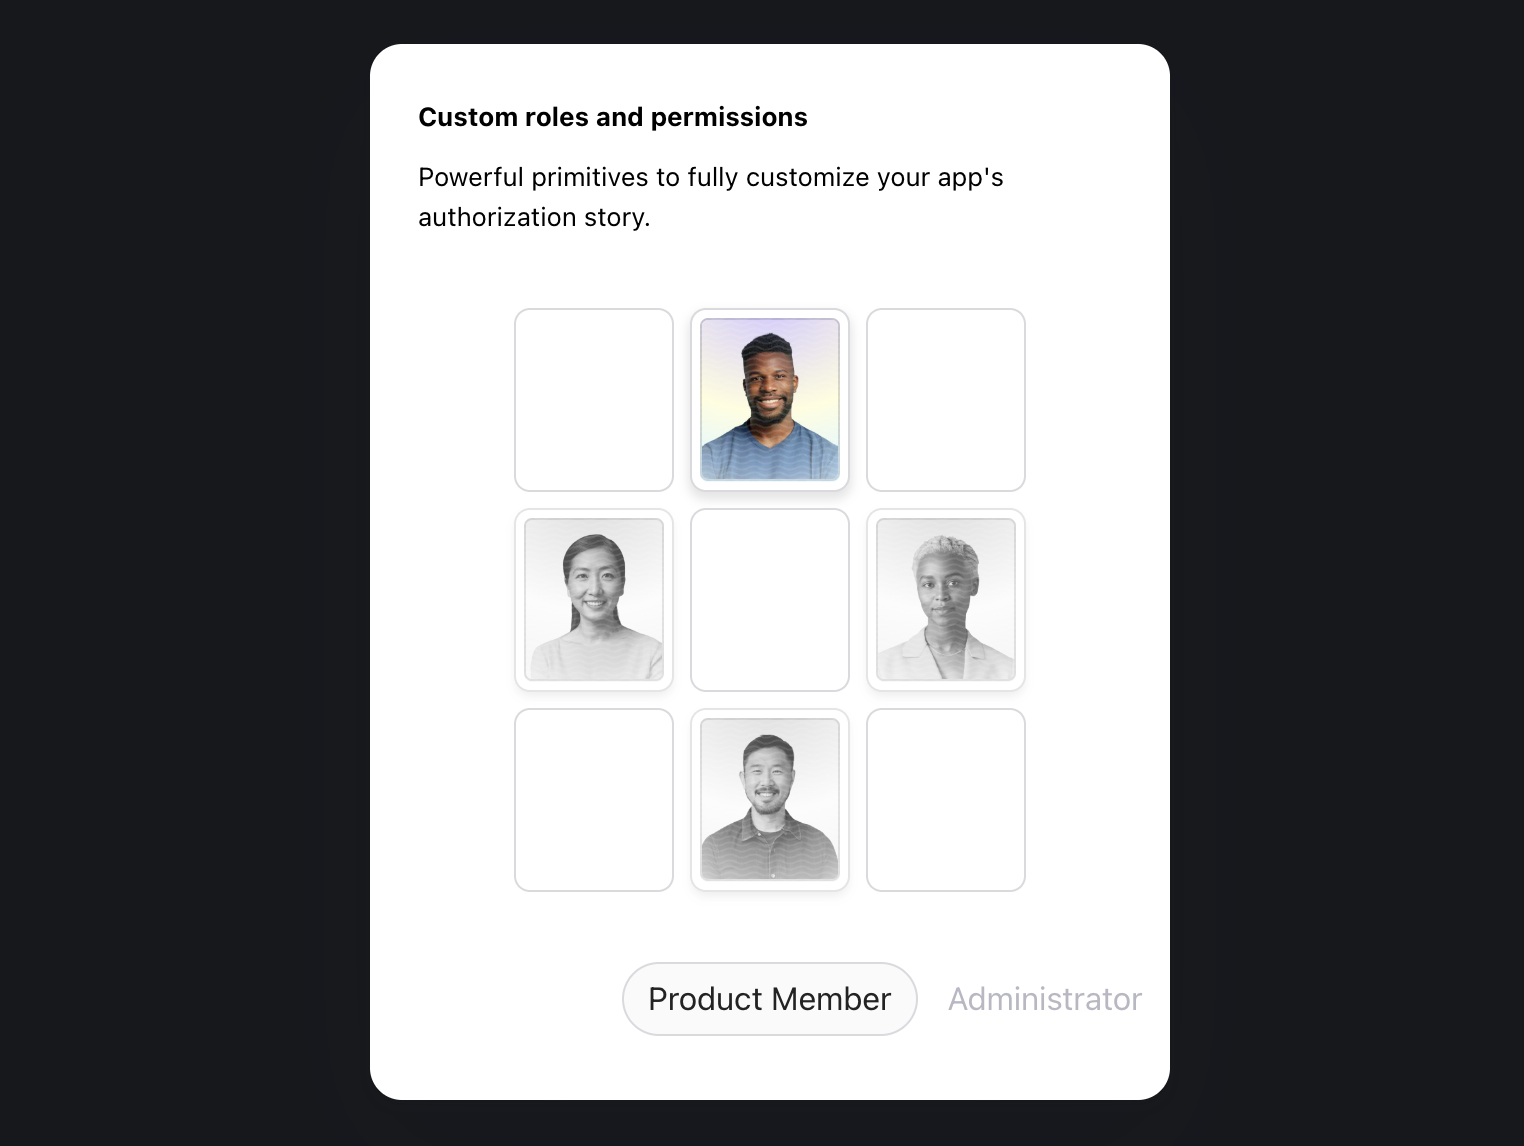 Custom roles and permissions
Powerful primitives to fully customize your app's
authorization story.
Product Member
Administrator